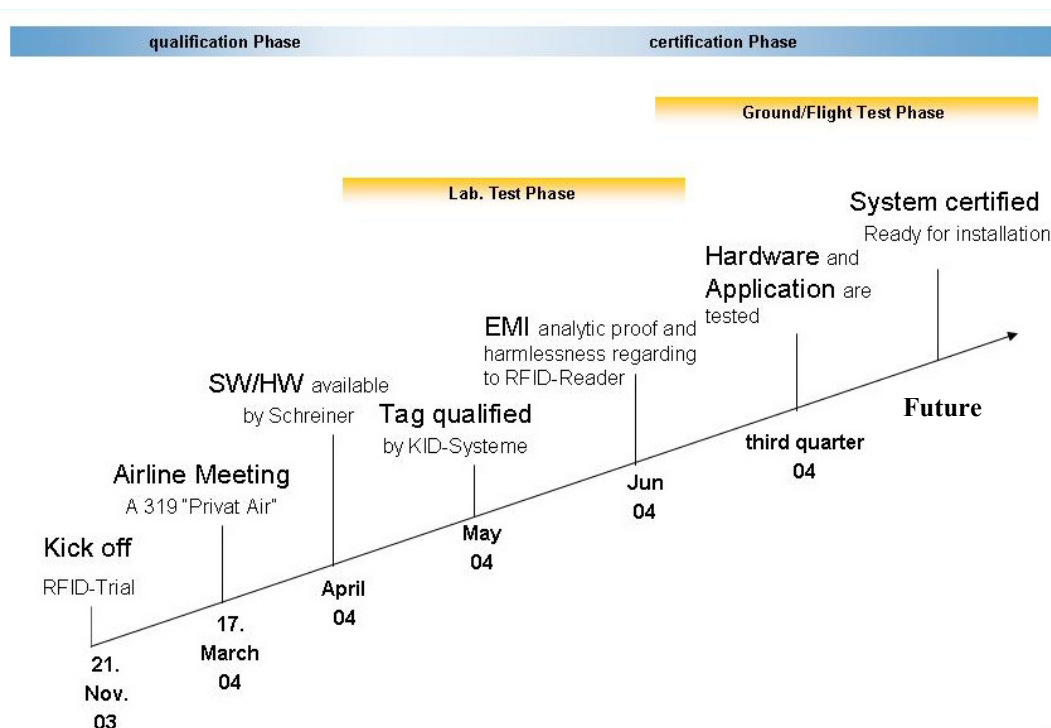 qualification Phase
certification Phase
Ground/Flight Test Phase
Lab. Test Phase
System certified
Ready for installation
Hardware and
Application are
tested
EMI analytic proof and
harmlessness regarding
to RFID-Reader
SW/HW available
by Schreiner
Tag qualified
by KID-Systeme
Airline Meeting
A 319 "Privat Air"
Kick off
RFID-Trial
21.
Nov.
03
17.
March
04
April
04
May
04
Jun
04
third quarter
04
Future